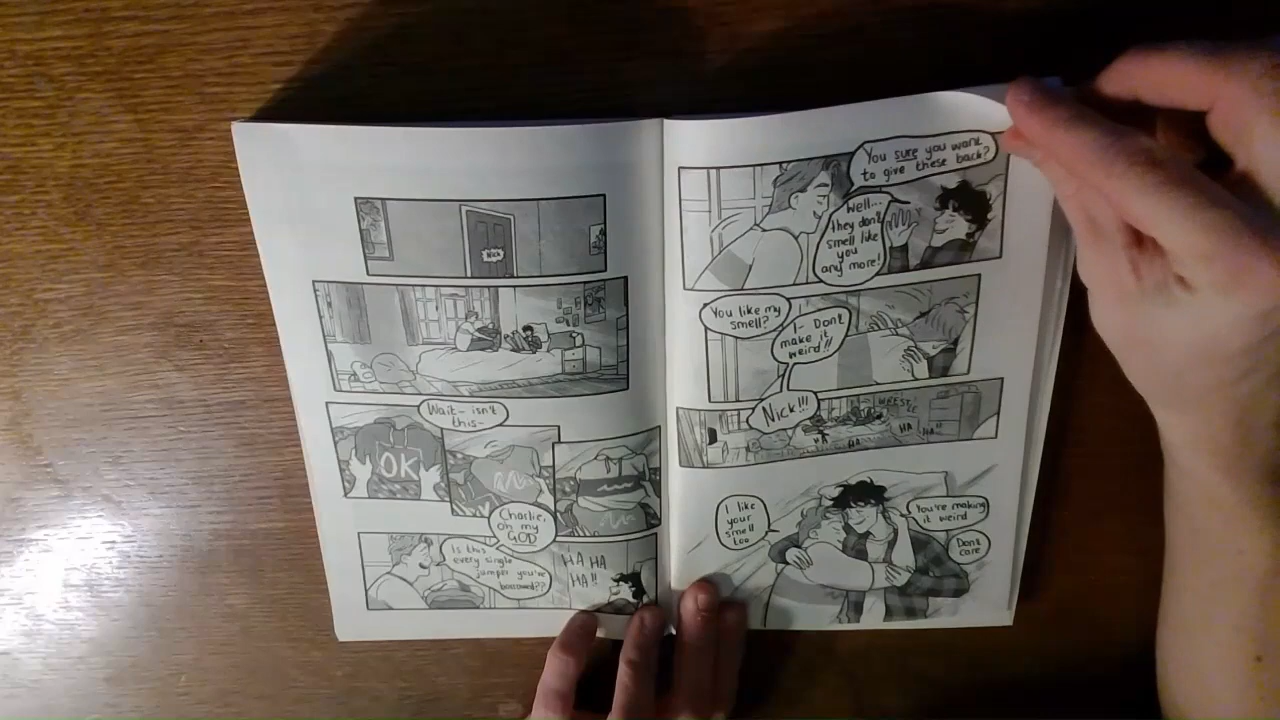 Nick
Wait- isn't
this-
OK
Charlie,
oh my
GOD
Is this
every single
jumper you've
borrowed??
HA HA
HA!!
You sure you want
to give these back?
Well...
they don't
smell like
you
any more!
You like my
smell?
I- Don't
make it
weird!!
Nick!!!
WRESTLE
HA
HA
HA
HA!!
I like
your
smell
too
You're making
it weird
Don't
care